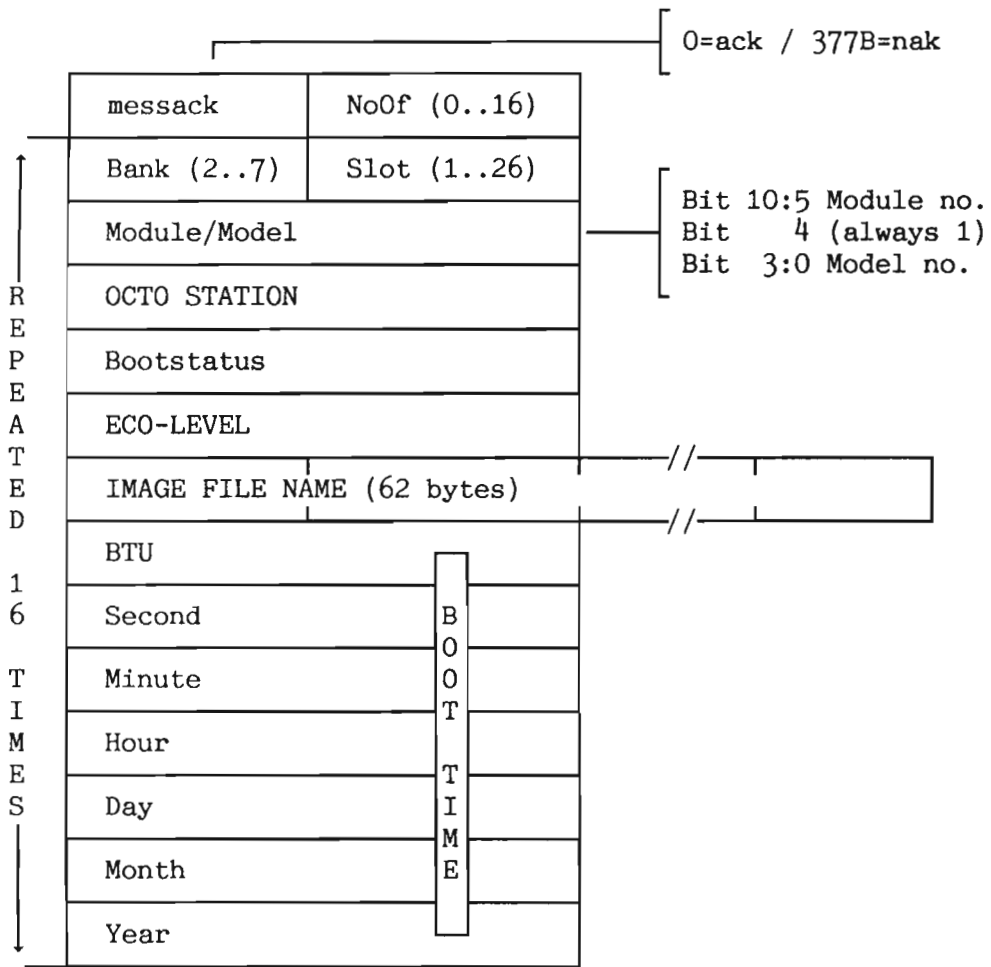 0=ack / 377B=nak
messack NoOf (0..16)
Bank (2..7) Slot (1..26)
Module/Model
Bit 10:5 Module no.
Bit 4 (always 1)
Bit 3:0 Model no.
OCTO STATION
Bootstatus
ECO-LEVEL
IMAGE FILE NAME (62 bytes)
BTU
Second
Minute
Hour
Day
Month
Year
REPEATED 16 TIMES
BOOT TIME